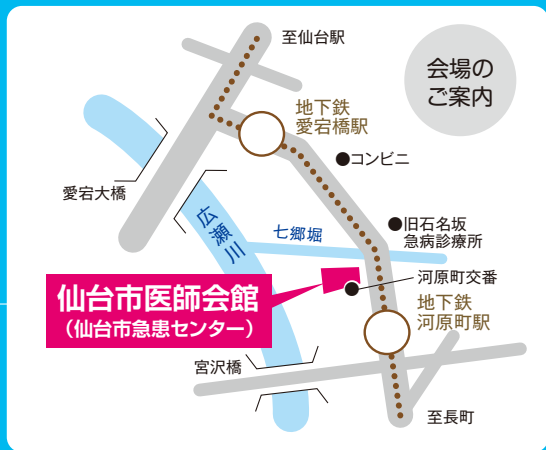 至仙台駅
会場の
ご案内
地下鉄
愛宕橋駅
コンビニ
愛宕大橋
広瀬川
七郷堀
旧石名坂
急病診療所
河原町交番
仙台市医師会館
（仙台市急患センター）
地下鉄
河原町駅
宮沢橋
至長町